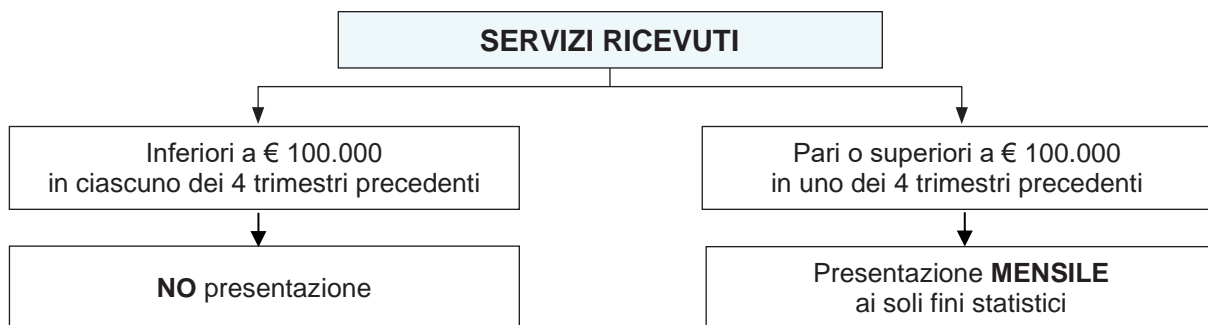 SERVIZI RICEVUTI
Inferiori a € 100.000
in ciascuno dei 4 trimestri precedenti
Pari o superiori a € 100.000
in uno dei 4 trimestri precedenti
NO presentazione
Presentazione MENSILE
ai soli fini statistici